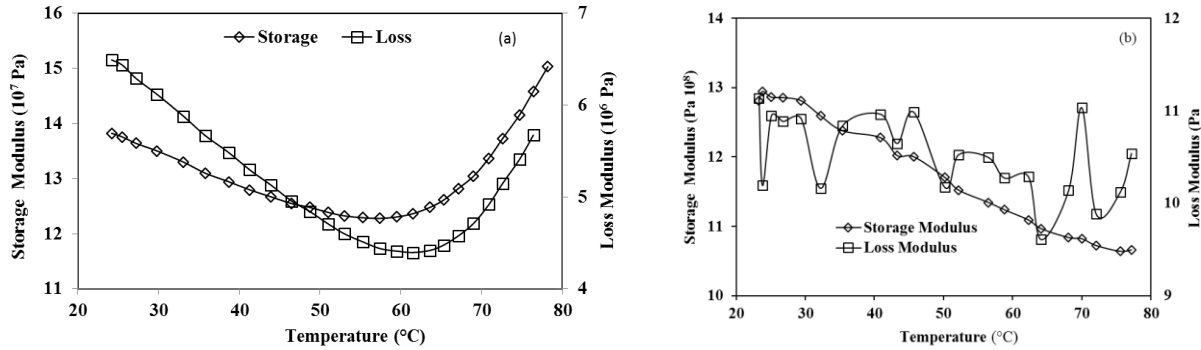 16
15
14
13
12
11
Storage Modulus (10⁷ Pa)
Storage
Loss
(a)
7
6
5
4
Loss Modulus (10⁶ Pa)
20
30
40
50
60
70
80
Temperature (°C)
14
13
12
11
10
Storage Modulus (Pa 10⁸)
(b)
Storage Modulus
Loss Modulus
12
11
10
9
Loss Modulus (Pa
20
30
40
50
60
70
80
Temperature (°C)